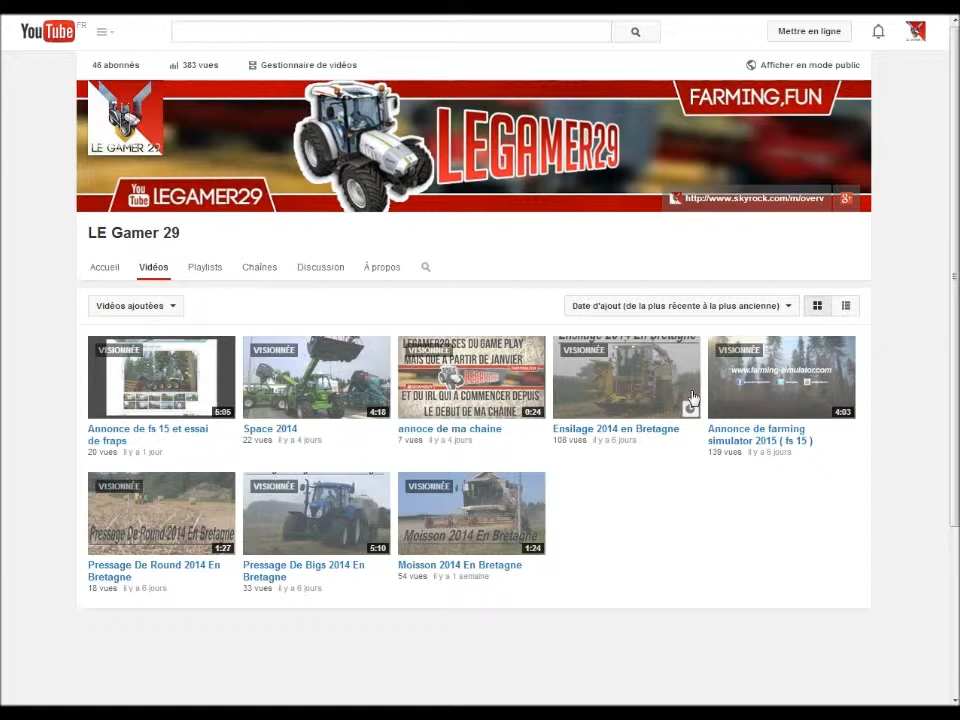 YouTube FR
Mettre en ligne
46 abonnés
383 vues
Gestionnaire de vidéos
Afficher en mode public
LE GAMER 29
FARMING,FUN
LEGAMER29
You Tube LEGAMER29
http://www.skyrock.com/m/overv
LE Gamer 29
Accueil
Vidéos
Playlists
Chaînes
Discussion
À propos
Vidéos ajoutées
Date d'ajout (de la plus récente à la plus ancienne)
VISIONNÉE
5:05
Annonce de fs 15 et essai
de fraps
20 vues il y a 1 jour
VISIONNÉE
4:18
Space 2014
22 vues il y a 4 jours
LEGAMER29 SES DU GAME PLAY
MAIS QUE A PARTIR DE JANVIER
VISIONNÉE
ET DU IRL QUI A COMMENCER DEPUIS
LE DEBUT DE MA CHAINE
0:24
annoce de ma chaine
7 vues il y a 4 jours
Ensilage 2014 En Bretagne
VISIONNÉE
Ensilage 2014 en Bretagne
108 vues il y a 6 jours
VISIONNÉE
www.farming-simulator.com
4:03
Annonce de farming
simulator 2015 ( fs 15 )
139 vues il y a 6 jours
VISIONNÉE
Pressage De Round 2014 En Bretagne
1:27
Pressage De Round 2014 En
Bretagne
18 vues il y a 6 jours
VISIONNÉE
5:10
Pressage De Bigs 2014 En
Bretagne
33 vues il y a 6 jours
VISIONNÉE
Moisson 2014 En Bretagne
1:24
Moisson 2014 En Bretagne
54 vues il y a 1 semaine